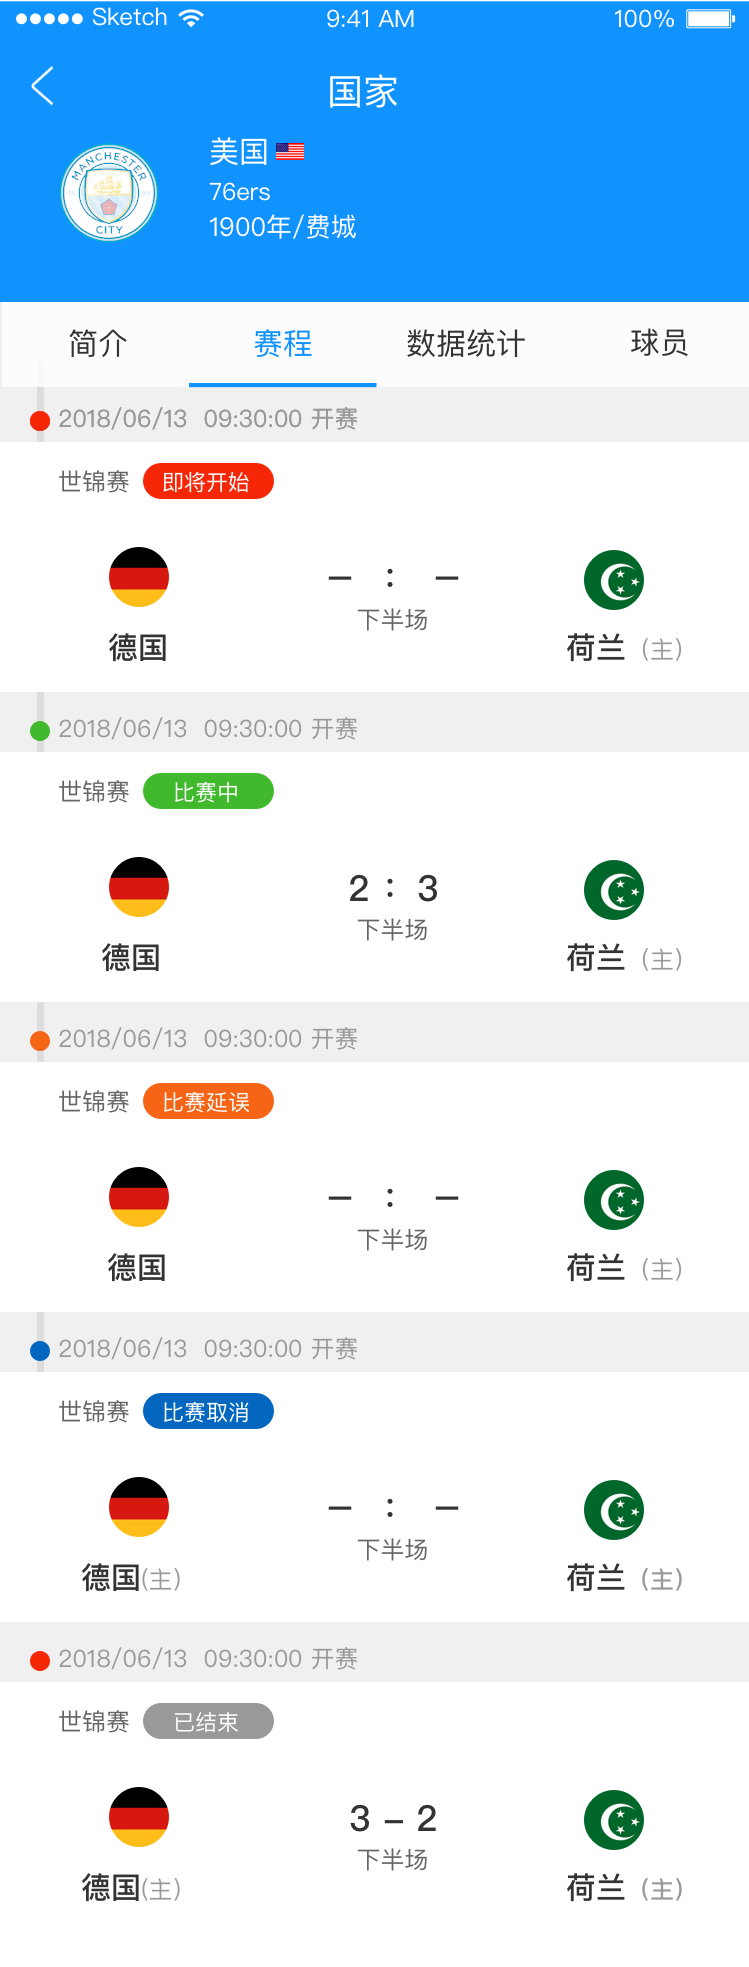 Sketch 9:41 AM 100%
国家
美国
76ers
1900年/费城
MANCHESTER
CITY
简介 赛程 数据统计 球员
2018/06/13 09:30:00 开赛
世锦赛 即将开始
– : –
下半场
德国 荷兰 (主)
2018/06/13 09:30:00 开赛
世锦赛 比赛中
2 : 3
下半场
德国 荷兰 (主)
2018/06/13 09:30:00 开赛
世锦赛 比赛延误
– : –
下半场
德国 荷兰 (主)
2018/06/13 09:30:00 开赛
世锦赛 比赛取消
– : –
下半场
德国(主) 荷兰 (主)
2018/06/13 09:30:00 开赛
世锦赛 已结束
3 – 2
下半场
德国(主) 荷兰 (主)